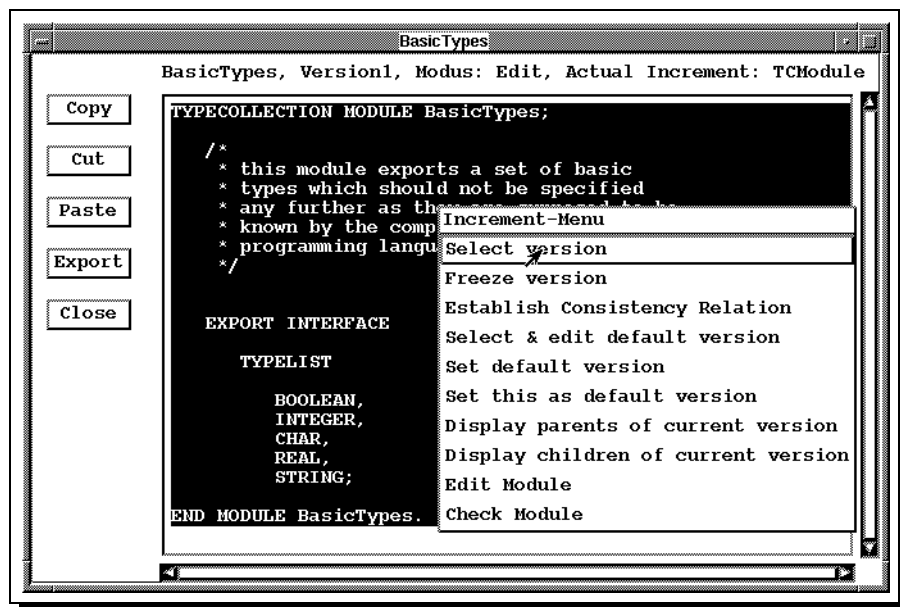 BasicTypes
BasicTypes, Version1, Modus: Edit, Actual Increment: TCModule
Copy
Cut
Paste
Export
Close
TYPECOLLECTION MODULE BasicTypes;
/*
* this module exports a set of basic
* types which should not be specified
* any further as they are supposed to be
* known by the comp
* programming langu
*/
EXPORT INTERFACE
TYPELIST
BOOLEAN,
INTEGER,
CHAR,
REAL,
STRING;
END MODULE BasicTypes.
Increment-Menu
Select version
Freeze version
Establish Consistency Relation
Select & edit default version
Set default version
Set this as default version
Display parents of current version
Display children of current version
Edit Module
Check Module